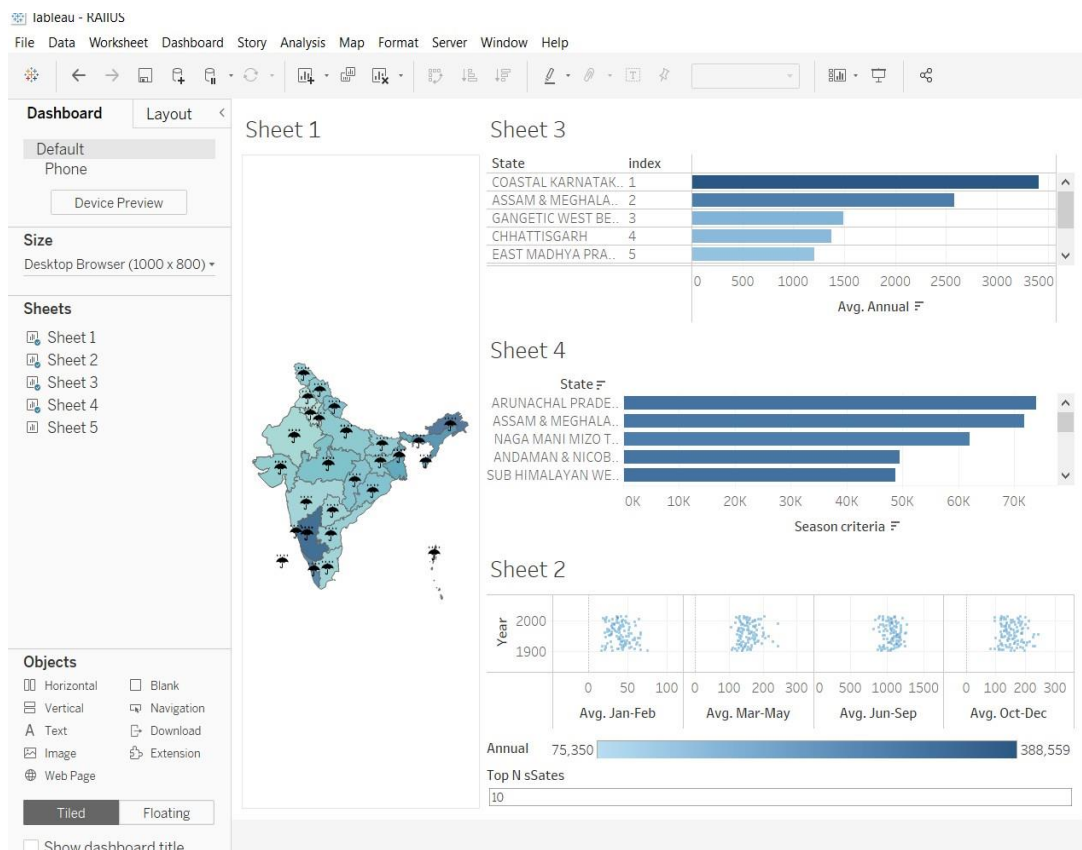 Tableau - RAIIUS
File Data Worksheet Dashboard Story Analysis Map Format Server Window Help
Dashboard Layout
Default
Phone
Device Preview
Size
Desktop Browser (1000 x 800)
Sheets
Sheet 1
Sheet 2
Sheet 3
Sheet 4
Sheet 5
Objects
Horizontal Blank
Vertical Navigation
A Text Download
Image Extension
Web Page
Tiled Floating
Show dashboard title
Sheet 1
Sheet 3
State index
COASTAL KARNATAK.. 1
ASSAM & MEGHALA.. 2
GANGETIC WEST BE.. 3
CHHATTISGARH 4
EAST MADHYA PRA.. 5
0 500 1000 1500 2000 2500 3000 3500
Avg. Annual
Sheet 4
State
ARUNACHAL PRADE..
ASSAM & MEGHALA..
NAGA MANI MIZO T..
ANDAMAN & NICOB..
SUB HIMALAYAN WE..
0K 10K 20K 30K 40K 50K 60K 70K
Season criteria
Sheet 2
Year
2000
1900
0 50 100 0 100 200 300 0 500 1000 1500 0 100 200 300
Avg. Jan-Feb Avg. Mar-May Avg. Jun-Sep Avg. Oct-Dec
Annual 75,350 388,559
Top N sSates
10